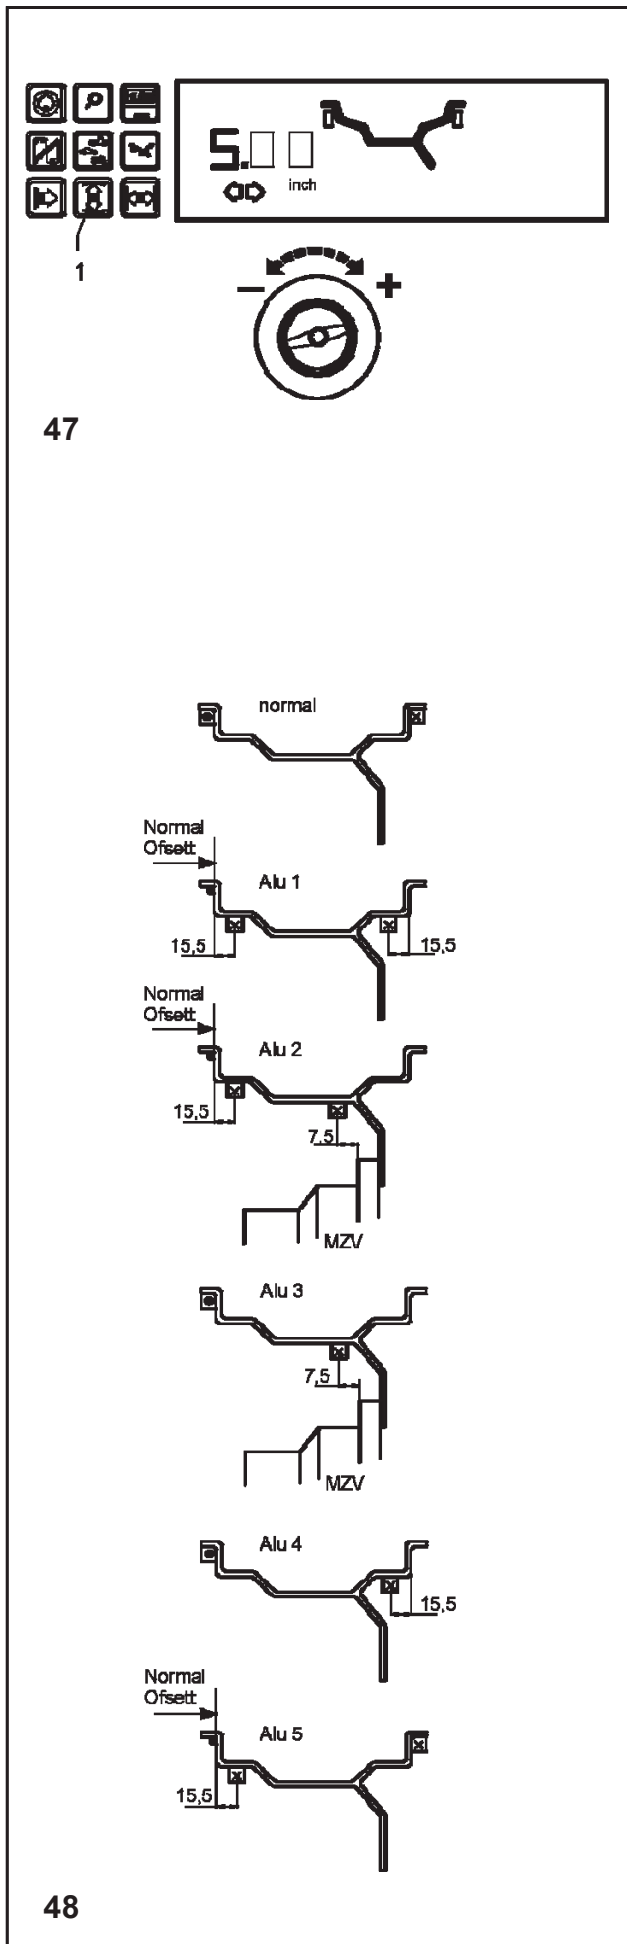 5.
inch
1
- +
47
normal
Normal
Ofsett
Alu 1
15,5
15,5
Normal
Ofsett
Alu 2
15,5
7,5
MZV
Alu 3
7,5
MZV
Alu 4
15,5
Normal
Ofsett
Alu 5
15,5
48